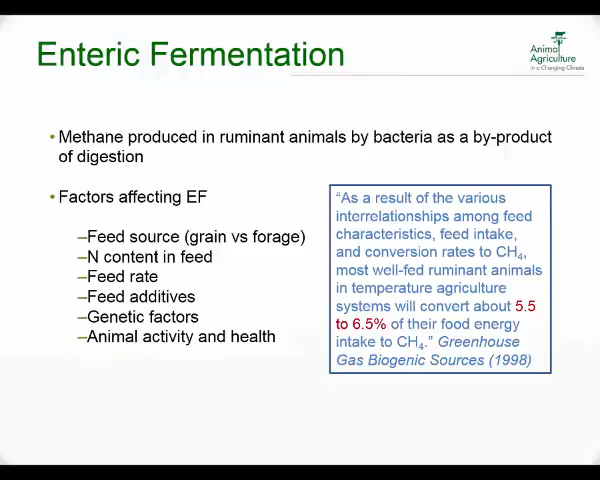 Enteric Fermentation
Animal
Agriculture
in a Changing Climate
• Methane produced in ruminant animals by bacteria as a by-product
of digestion
• Factors affecting EF
–Feed source (grain vs forage)
–N content in feed
–Feed rate
–Feed additives
–Genetic factors
–Animal activity and health
“As a result of the various
interrelationships among feed
characteristics, feed intake,
and conversion rates to CH₄,
most well-fed ruminant animals
in temperature agriculture
systems will convert about 5.5
to 6.5% of their food energy
intake to CH₄.” Greenhouse
Gas Biogenic Sources (1998)